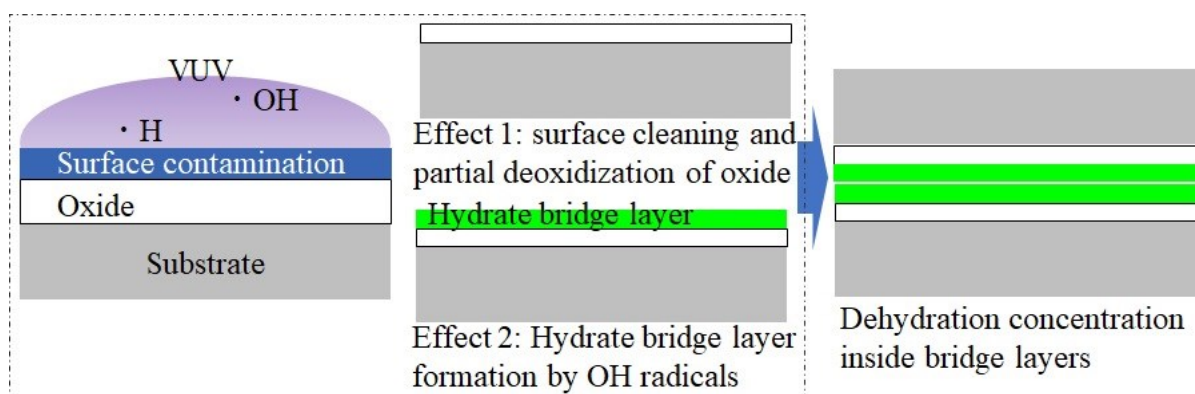 VUV
· OH
· H
Surface contamination
Oxide
Substrate
Effect 1: surface cleaning and
partial deoxidization of oxide
Hydrate bridge layer
Effect 2: Hydrate bridge layer
formation by OH radicals
Dehydration concentration
inside bridge layers